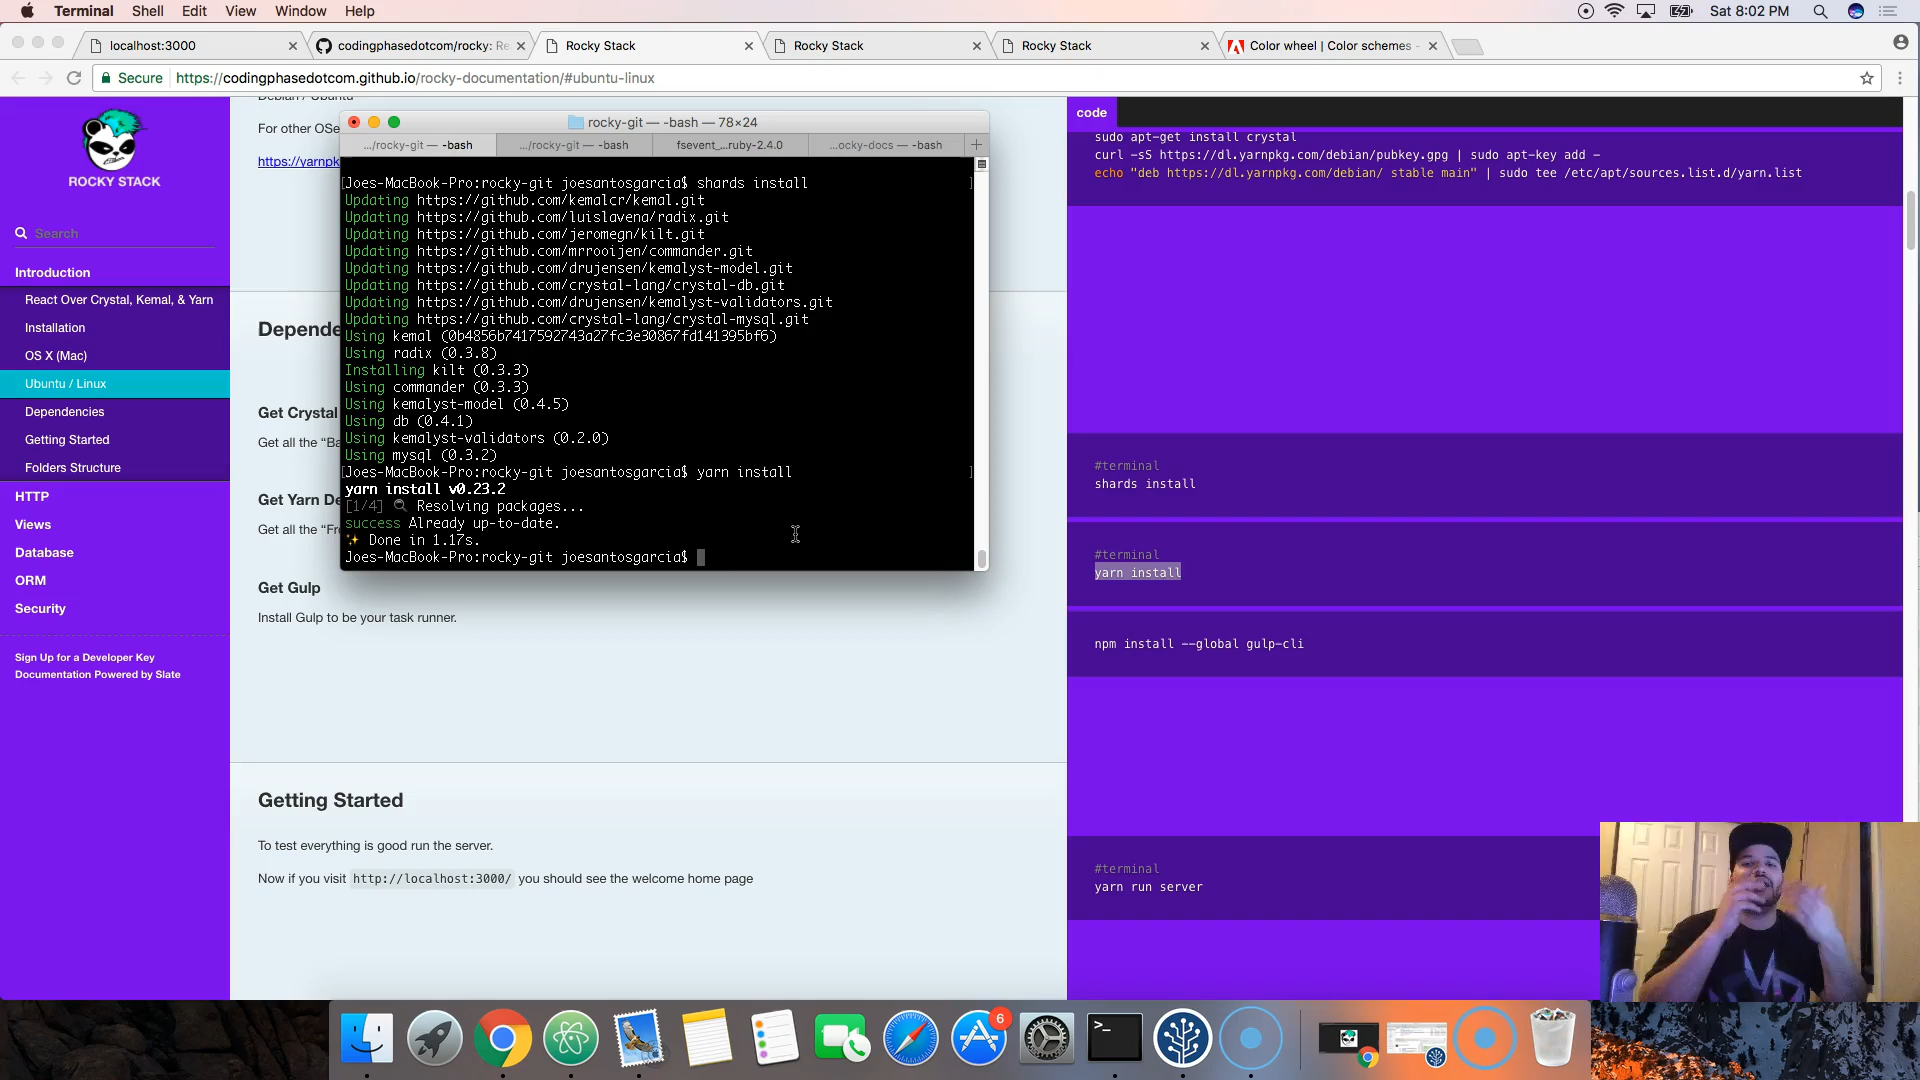 Terminal Shell Edit View Window Help
Sat 8:02 PM
localhost:3000
codingphasedotcom/rocky: Re
Rocky Stack
Rocky Stack
Rocky Stack
Color wheel | Color schemes -
Secure https://codingphasedotcom.github.io/rocky-documentation/#ubuntu-linux
ROCKY STACK
Search
Introduction
React Over Crystal, Kemal, & Yarn
Installation
OS X (Mac)
Ubuntu / Linux
Dependencies
Getting Started
Folders Structure
HTTP
Views
Database
ORM
Security
Sign Up for a Developer Key
Documentation Powered by Slate
Debian / Ubuntu
For other OSe
https://yarnpk
Depende
Get Crystal
Get all the "Ba
Get Yarn De
Get all the "Fro
Get Gulp
Install Gulp to be your task runner.
Getting Started
To test everything is good run the server.
Now if you visit http://localhost:3000/ you should see the welcome home page
rocky-git — -bash — 78×24
.../rocky-git — -bash
.../rocky-git — -bash
fsevent_...ruby-2.4.0
...ocky-docs — -bash
[Joes-MacBook-Pro:rocky-git joesantosgarcia$ shards install ]
Updating https://github.com/kemalcr/kemal.git
Updating https://github.com/luislavena/radix.git
Updating https://github.com/jeromegn/kilt.git
Updating https://github.com/mrrooijen/commander.git
Updating https://github.com/drujensen/kemalyst-model.git
Updating https://github.com/crystal-lang/crystal-db.git
Updating https://github.com/drujensen/kemalyst-validators.git
Updating https://github.com/crystal-lang/crystal-mysql.git
Using kemal (0b4856b7417592743a27fc3e30867fd141395bf6)
Using radix (0.3.8)
Installing kilt (0.3.3)
Using commander (0.3.3)
Using kemalyst-model (0.4.5)
Using db (0.4.1)
Using kemalyst-validators (0.2.0)
Using mysql (0.3.2)
[Joes-MacBook-Pro:rocky-git joesantosgarcia$ yarn install ]
yarn install v0.23.2
[1/4] Resolving packages...
success Already up-to-date.
Done in 1.17s.
Joes-MacBook-Pro:rocky-git joesantosgarcia$
code
sudo apt-get install crystal
curl -sS https://dl.yarnpkg.com/debian/pubkey.gpg | sudo apt-key add -
echo "deb https://dl.yarnpkg.com/debian/ stable main" | sudo tee /etc/apt/sources.list.d/yarn.list
#terminal
shards install
#terminal
yarn install
npm install --global gulp-cli
#terminal
yarn run server
6